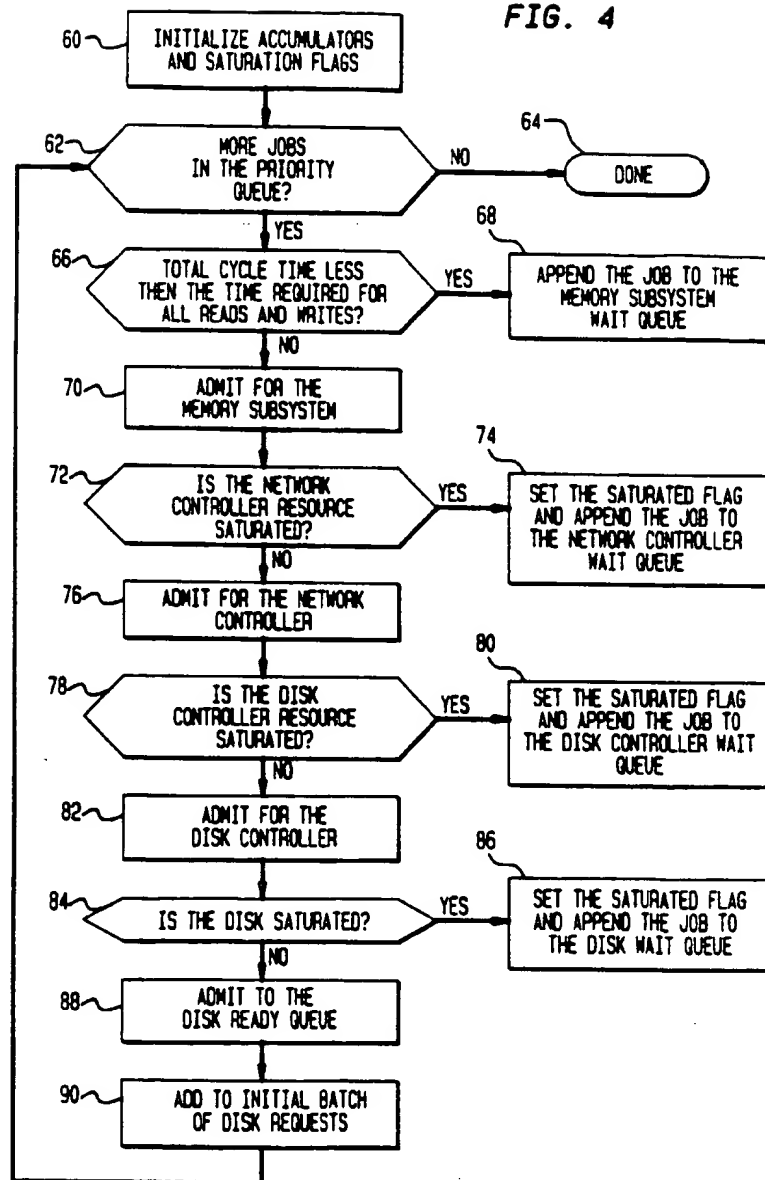 FIG. 4
60
INITIALIZE ACCUMULATORS
AND SATURATION FLAGS
62
MORE JOBS
IN THE PRIORITY
QUEUE?
NO
64
DONE
YES
66
TOTAL CYCLE TIME LESS
THEN THE TIME REQUIRED FOR
ALL READS AND WRITES?
YES
68
APPEND THE JOB TO THE
MEMORY SUBSYSTEM
WAIT QUEUE
NO
70
ADMIT FOR THE
MEMORY SUBSYSTEM
72
IS THE NETWORK
CONTROLLER RESOURCE
SATURATED?
YES
74
SET THE SATURATED FLAG
AND APPEND THE JOB TO
THE NETWORK CONTROLLER
WAIT QUEUE
NO
76
ADMIT FOR THE NETWORK
CONTROLLER
78
IS THE DISK
CONTROLLER RESOURCE
SATURATED?
YES
80
SET THE SATURATED FLAG
AND APPEND THE JOB TO
THE DISK CONTROLLER WAIT
QUEUE
NO
82
ADMIT FOR THE
DISK CONTROLLER
84
IS THE DISK SATURATED?
YES
86
SET THE SATURATED FLAG
AND APPEND THE JOB TO
THE DISK WAIT QUEUE
NO
88
ADMIT TO THE
DISK READY QUEUE
90
ADD TO INITIAL BATCH
OF DISK REQUESTS